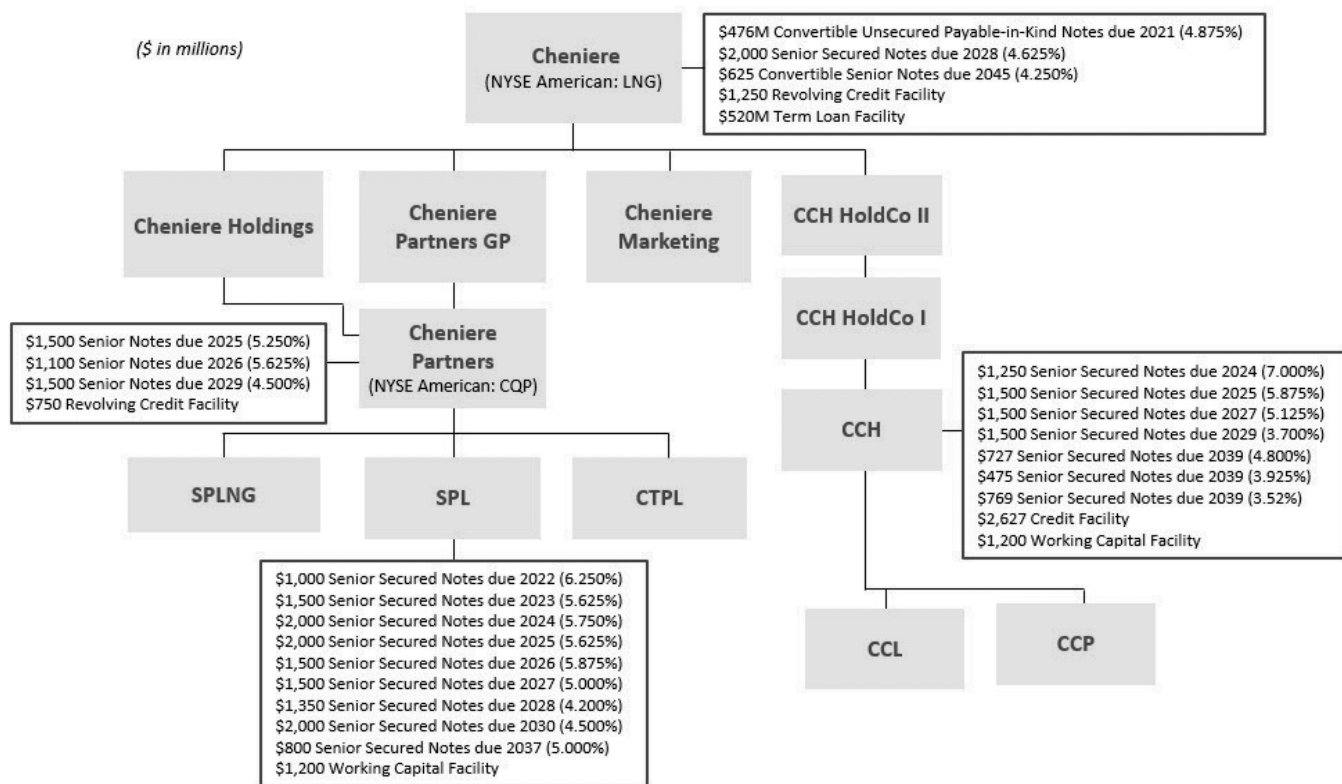 ($ in millions)
Cheniere
(NYSE American: LNG)
$476M Convertible Unsecured Payable-in-Kind Notes due 2021 (4.875%)
$2,000 Senior Secured Notes due 2028 (4.625%)
$625 Convertible Senior Notes due 2045 (4.250%)
$1,250 Revolving Credit Facility
$520M Term Loan Facility
Cheniere Holdings
Cheniere
Partners GP
Cheniere
Marketing
CCH HoldCo II
CCH HoldCo I
Cheniere
Partners
(NYSE American: CQP)
$1,500 Senior Notes due 2025 (5.250%)
$1,100 Senior Notes due 2026 (5.625%)
$1,500 Senior Notes due 2029 (4.500%)
$750 Revolving Credit Facility
CCH
$1,250 Senior Secured Notes due 2024 (7.000%)
$1,500 Senior Secured Notes due 2025 (5.875%)
$1,500 Senior Secured Notes due 2027 (5.125%)
$1,500 Senior Secured Notes due 2029 (3.700%)
$727 Senior Secured Notes due 2039 (4.800%)
$475 Senior Secured Notes due 2039 (3.925%)
$769 Senior Secured Notes due 2039 (3.52%)
$2,627 Credit Facility
$1,200 Working Capital Facility
SPLNG
SPL
CTPL
$1,000 Senior Secured Notes due 2022 (6.250%)
$1,500 Senior Secured Notes due 2023 (5.625%)
$2,000 Senior Secured Notes due 2024 (5.750%)
$2,000 Senior Secured Notes due 2025 (5.625%)
$1,500 Senior Secured Notes due 2026 (5.875%)
$1,500 Senior Secured Notes due 2027 (5.000%)
$1,350 Senior Secured Notes due 2028 (4.200%)
$2,000 Senior Secured Notes due 2030 (4.500%)
$800 Senior Secured Notes due 2037 (5.000%)
$1,200 Working Capital Facility
CCL
CCP